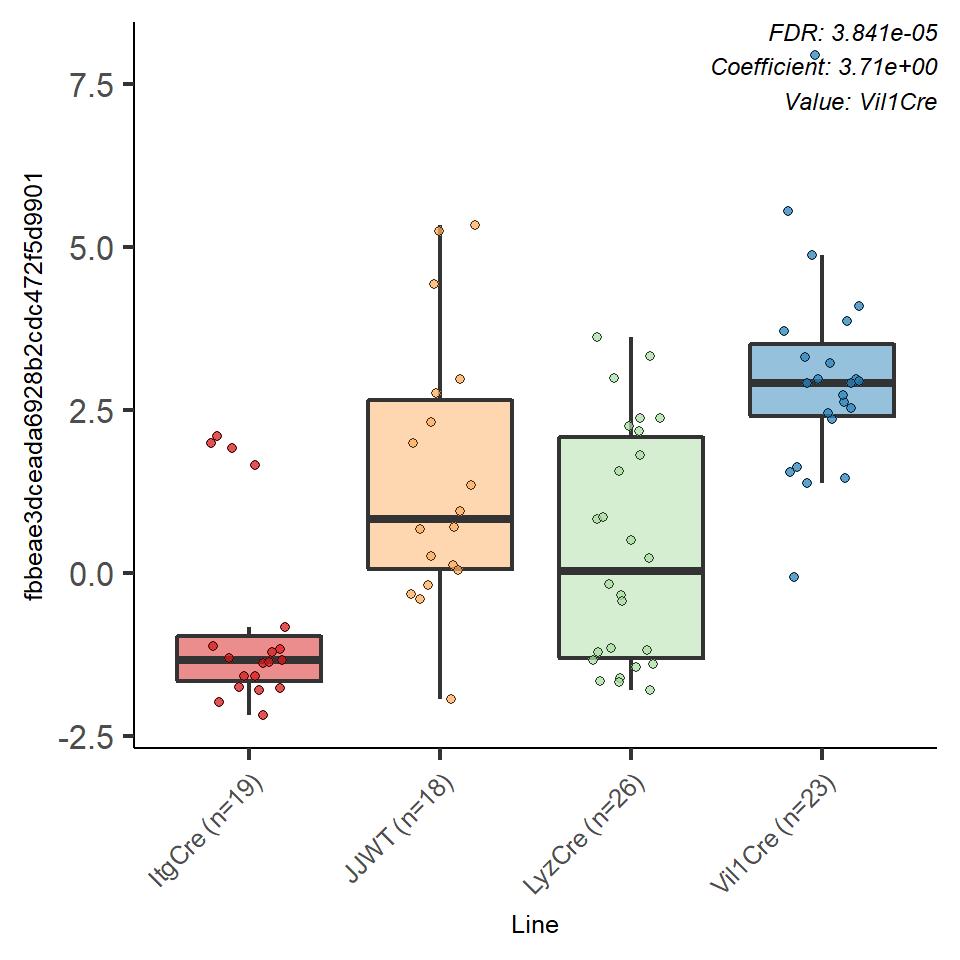 FDR: 3.841e-05
Coefficient: 3.71e+00
Value: Vil1Cre
7.5
5.0
2.5
0.0
-2.5
fbbeae3dceada6928b2cdc472f5d9901
ItgCre (n=19)
JJWT (n=18)
LyzCre (n=26)
Vil1Cre (n=23)
Line